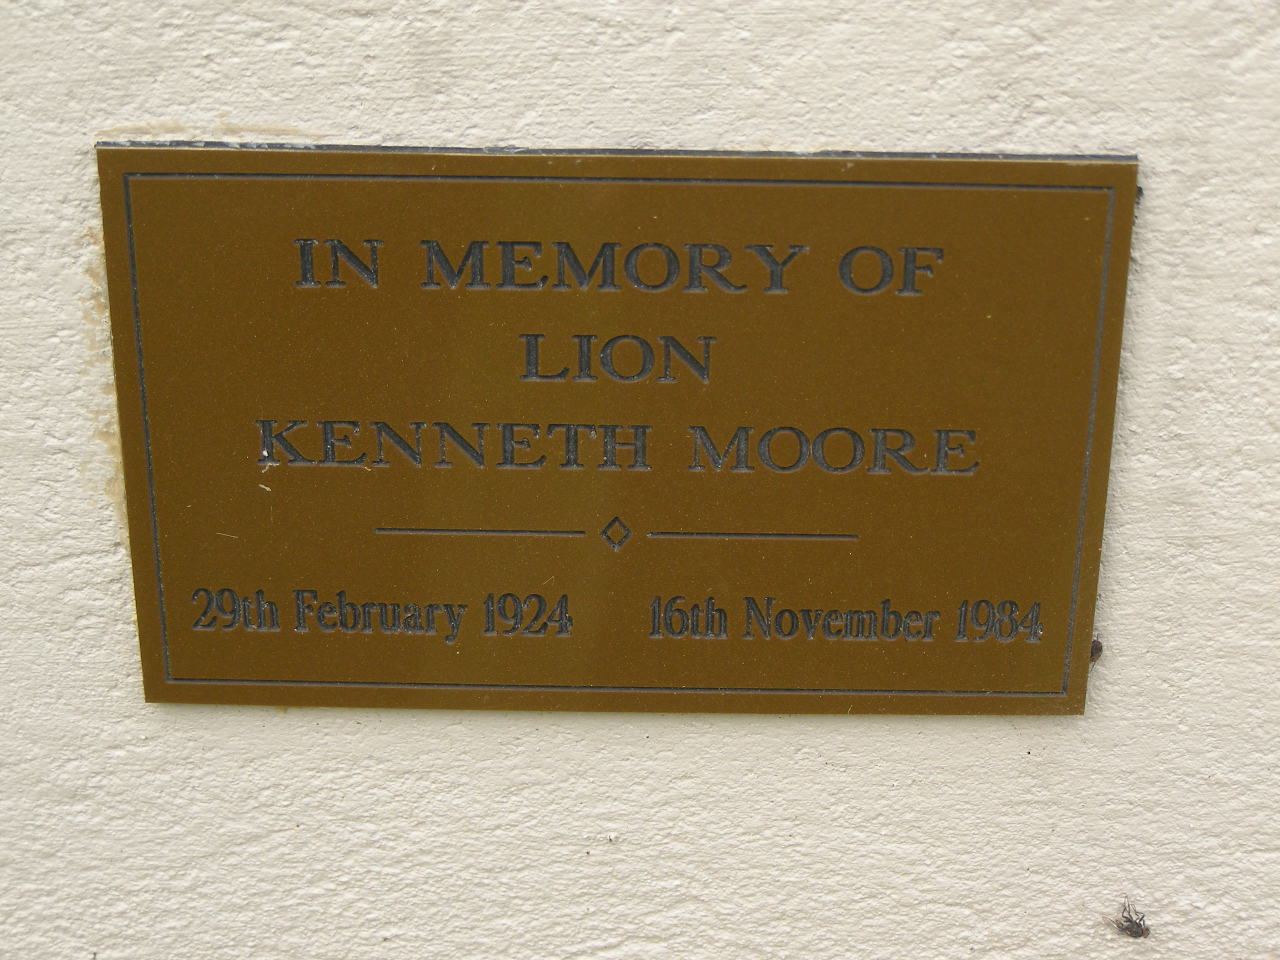 IN MEMORY OF
LION
KENNETH MOORE
29th February 1924 16th November 1984